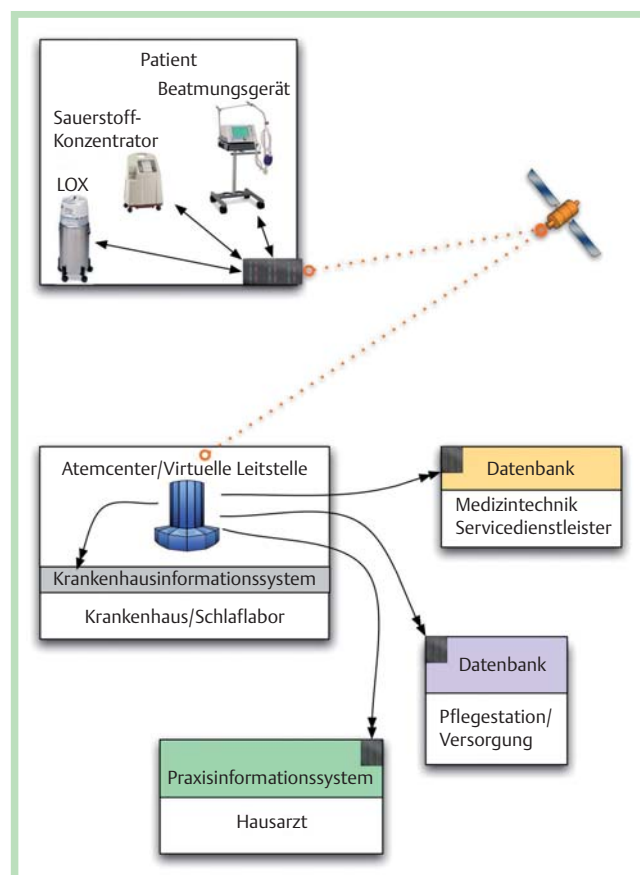 Patient
Beatmungsgerät
Sauerstoff-
Konzentrator
LOX
Atemcenter/Virtuelle Leitstelle
Krankenhausinformationssystem
Krankenhaus/Schlaflabor
Datenbank
Medizintechnik
Servicedienstleister
Datenbank
Pflegestation/
Versorgung
Praxisinformationssystem
Hausarzt